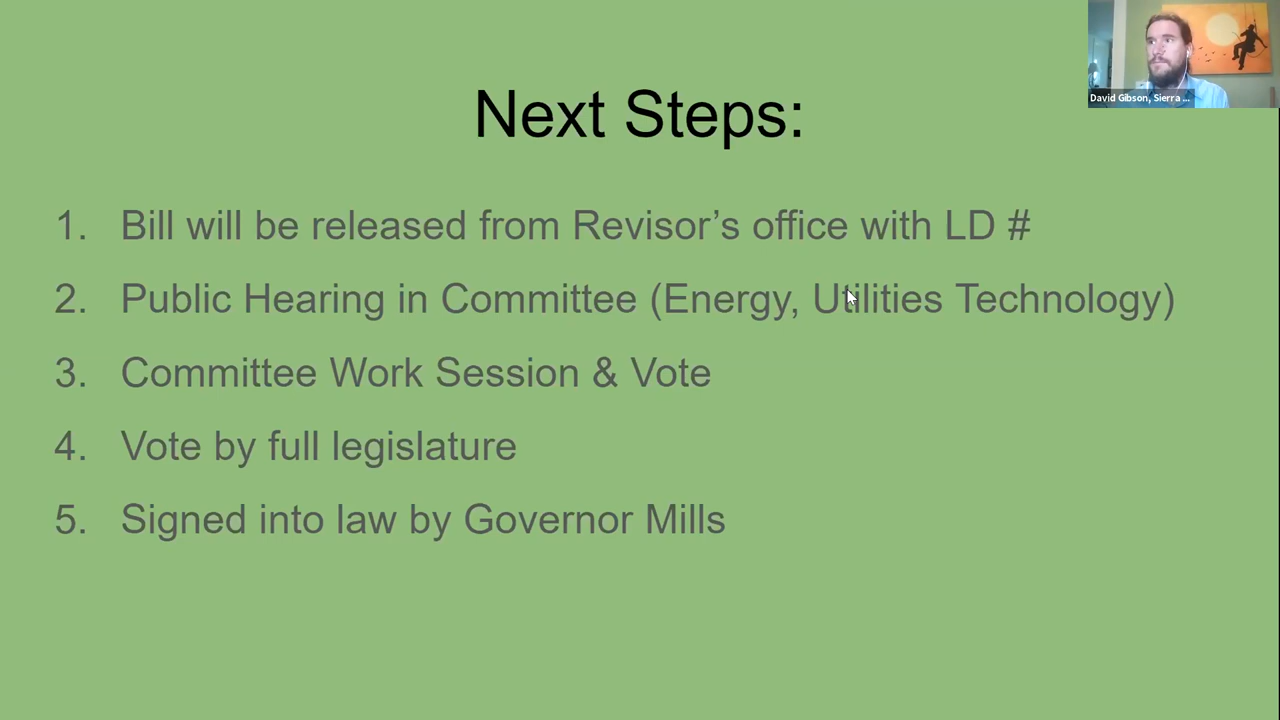 David Gibson, Sierra ...
Next Steps:
1. Bill will be released from Revisor’s office with LD #
2. Public Hearing in Committee (Energy, Utilities Technology)
3. Committee Work Session & Vote
4. Vote by full legislature
5. Signed into law by Governor Mills